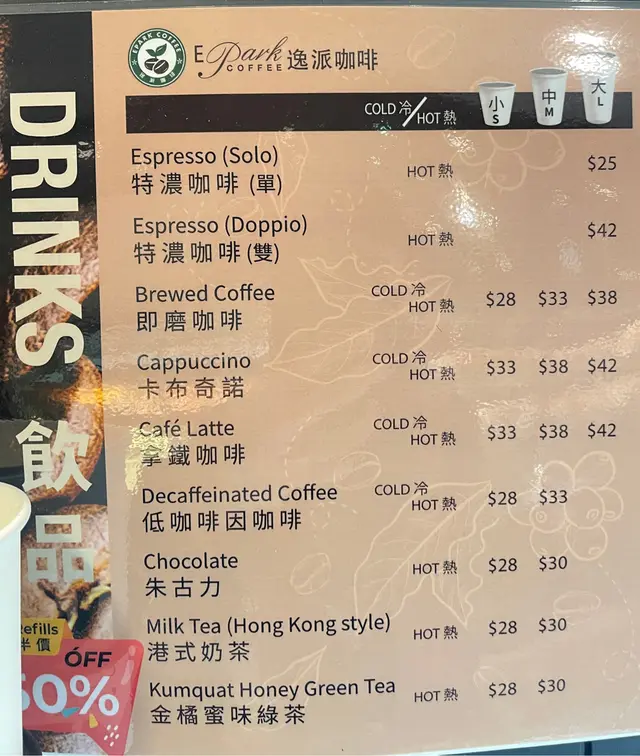 EPARK COFFEE
E Park COFFEE 逸派咖啡
DRINKS 飲品
COLD 冷/HOT 熱 小 S 中 M 大 L
Espresso (Solo)
特濃咖啡 (單)
HOT 熱 $25
Espresso (Doppio)
特濃咖啡 (雙)
HOT 熱 $42
Brewed Coffee
即磨咖啡
COLD 冷
HOT 熱 $28 $33 $38
Cappuccino
卡布奇諾
COLD 冷
HOT 熱 $33 $38 $42
Café Latte
拿鐵咖啡
COLD 冷
HOT 熱 $33 $38 $42
Decaffeinated Coffee
低咖啡因咖啡
COLD 冷
HOT 熱 $28 $33
Chocolate
朱古力
HOT 熱 $28 $30
Milk Tea (Hong Kong style)
港式奶茶
HOT 熱 $28 $30
Kumquat Honey Green Tea
金橘蜜味綠茶
HOT 熱 $28 $30
efills
半價
ÓFF
50%